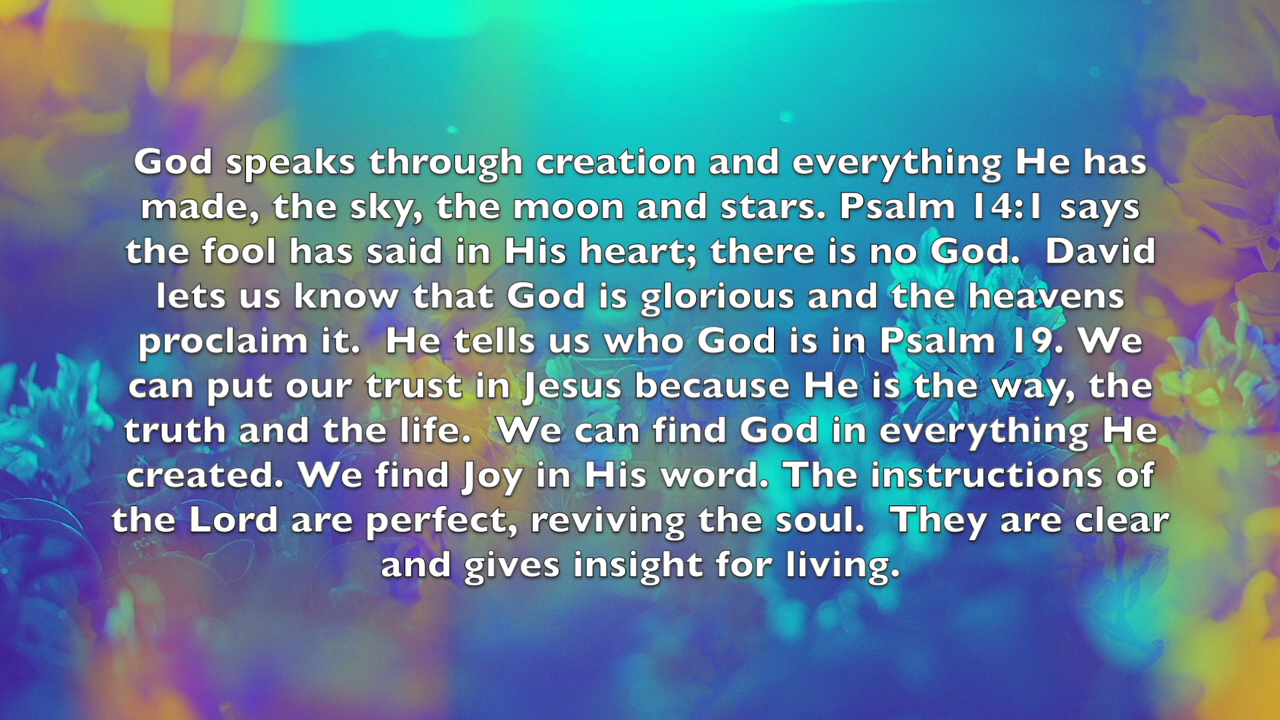 God speaks through creation and everything He has
made, the sky, the moon and stars. Psalm 14:1 says
the fool has said in His heart; there is no God.  David
lets us know that God is glorious and the heavens
proclaim it.  He tells us who God is in Psalm 19. We
can put our trust in Jesus because He is the way, the
truth and the life.  We can find God in everything He
created. We find Joy in His word. The instructions of
the Lord are perfect, reviving the soul.  They are clear
and gives insight for living.